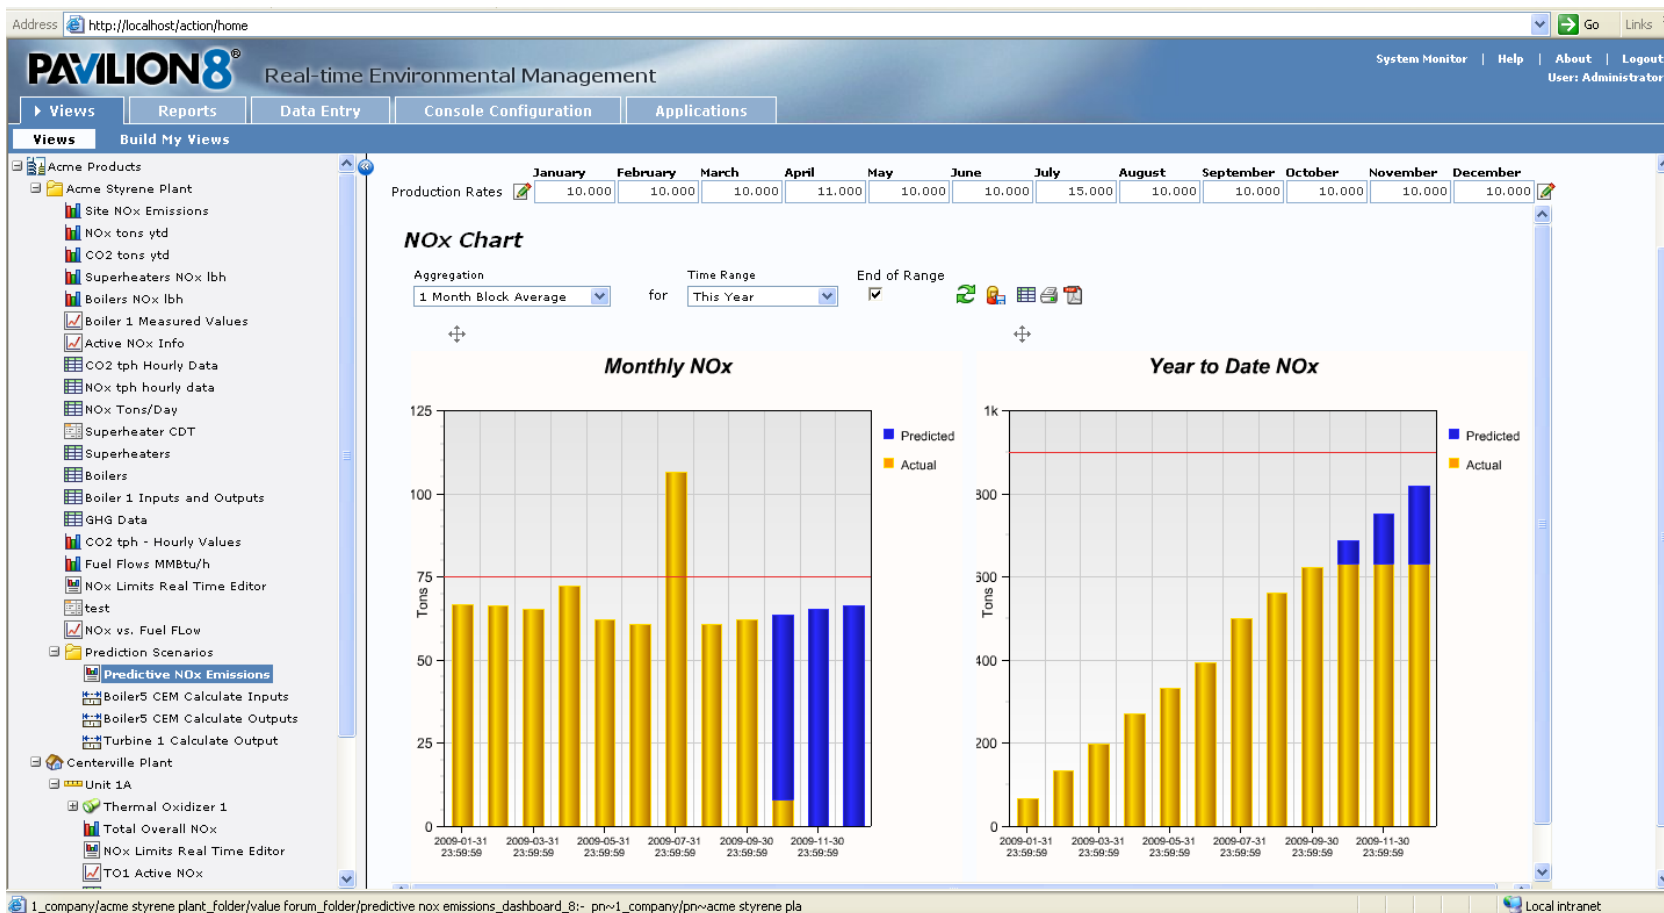 Address http://localhost/action/home Go Links
PAVILION8® Real-time Environmental Management
System Monitor | Help | About | Logout
User: Administrator
Views Reports Data Entry Console Configuration Applications
Views Build My Views
Acme Products
Acme Styrene Plant
Site NOx Emissions
NOx tons ytd
CO2 tons ytd
Superheaters NOx lbh
Boilers NOx lbh
Boiler 1 Measured Values
Active NOx Info
CO2 tph Hourly Data
NOx tph hourly data
NOx Tons/Day
Superheater CDT
Superheaters
Boilers
Boiler 1 Inputs and Outputs
GHG Data
CO2 tph - Hourly Values
Fuel Flows MMBtu/h
NOx Limits Real Time Editor
test
NOx vs. Fuel FLow
Prediction Scenarios
Predictive NOx Emissions
Boiler5 CEM Calculate Inputs
Boiler5 CEM Calculate Outputs
Turbine 1 Calculate Output
Centerville Plant
Unit 1A
Thermal Oxidizer 1
Total Overall NOx
NOx Limits Real Time Editor
TO1 Active NOx
January February March April May June July August September October November December
Production Rates 10.000 10.000 10.000 11.000 10.000 10.000 15.000 10.000 10.000 10.000 10.000 10.000
NOx Chart
Aggregation Time Range End of Range
1 Month Block Average for This Year
Monthly NOx
125
100
75
50
25
0
Tons
Predicted
Actual
2009-01-31 2009-03-31 2009-05-31 2009-07-31 2009-09-30 2009-11-30
23:59:59 23:59:59 23:59:59 23:59:59 23:59:59 23:59:59
Year to Date NOx
1k
800
600
400
200
0
Tons
Predicted
Actual
2009-01-31 2009-03-31 2009-05-31 2009-07-31 2009-09-30 2009-11-30
23:59:59 23:59:59 23:59:59 23:59:59 23:59:59 23:59:59
1_company/acme styrene plant_folder/value forum_folder/predictive nox emissions_dashboard_8:- pn~1_company/pn~acme styrene pla
Local intranet